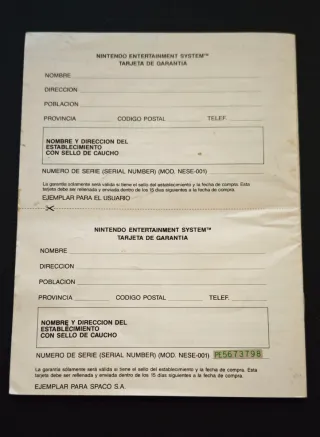 NINTENDO ENTERTAINMENT SYSTEM™
TARJETA DE GARANTIA
NOMBRE
DIRECCION
POBLACION
PROVINCIA CODIGO POSTAL TELEF.
NOMBRE Y DIRECCION DEL
ESTABLECIMIENTO
CON SELLO DE CAUCHO
NUMERO DE SERIE (SERIAL NUMBER) (MOD. NESE-001)
La garantía sólamente será válida si tiene el sello del establecimiento y la fecha de compra. Esta
tarjeta debe ser rellenada y enviada dentro de los 15 días siguientes a la fecha de compra.
EJEMPLAR PARA EL USUARIO
NINTENDO ENTERTAINMENT SYSTEM™
TARJETA DE GARANTIA
NOMBRE
DIRECCION
POBLACION
PROVINCIA CODIGO POSTAL TELEF.
NOMBRE Y DIRECCION DEL
ESTABLECIMIENTO
CON SELLO DE CAUCHO
NUMERO DE SERIE (SERIAL NUMBER) (MOD. NESE-001) PE5673798
La garantía sólamente será válida si tiene el sello del establecimiento y la fecha de compra. Esta
tarjeta debe ser rellenada y enviada dentro de los 15 días siguientes a la fecha de compra.
EJEMPLAR PARA SPACO S.A.